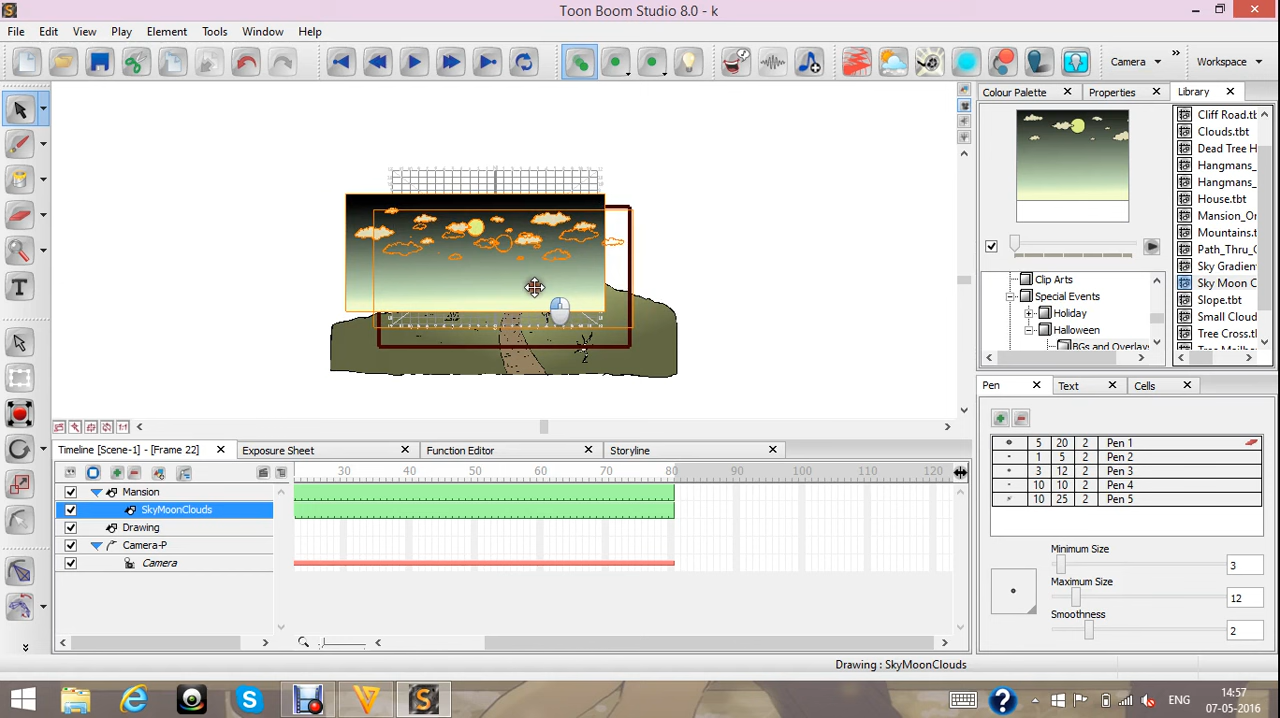 Toon Boom Studio 8.0 - k
File Edit View Play Element Tools Window Help
Camera Workspace
Colour Palette Properties Library
Cliff Road.tb
Clouds.tbt
Dead Tree H
Hangmans_
Hangmans_
House.tbt
Mansion_Or
Mountains.t
Path_Thru_C
Sky Gradien
Sky Moon C
Slope.tbt
Small Cloud
Tree Cross.t
Clip Arts
Special Events
Holiday
Halloween
BGs and Overlay
Pen Text Cells
5 20 2 Pen 1
1 5 2 Pen 2
3 12 2 Pen 3
10 10 2 Pen 4
10 25 2 Pen 5
Minimum Size
3
Maximum Size
12
Smoothness
2
Timeline [Scene-1] - [Frame 22] Exposure Sheet Function Editor Storyline
30 40 50 60 70 80 90 100 110 120
Mansion
SkyMoonClouds
Drawing
Camera-P
Camera
Drawing : SkyMoonClouds
ENG
14:57
07-05-2016